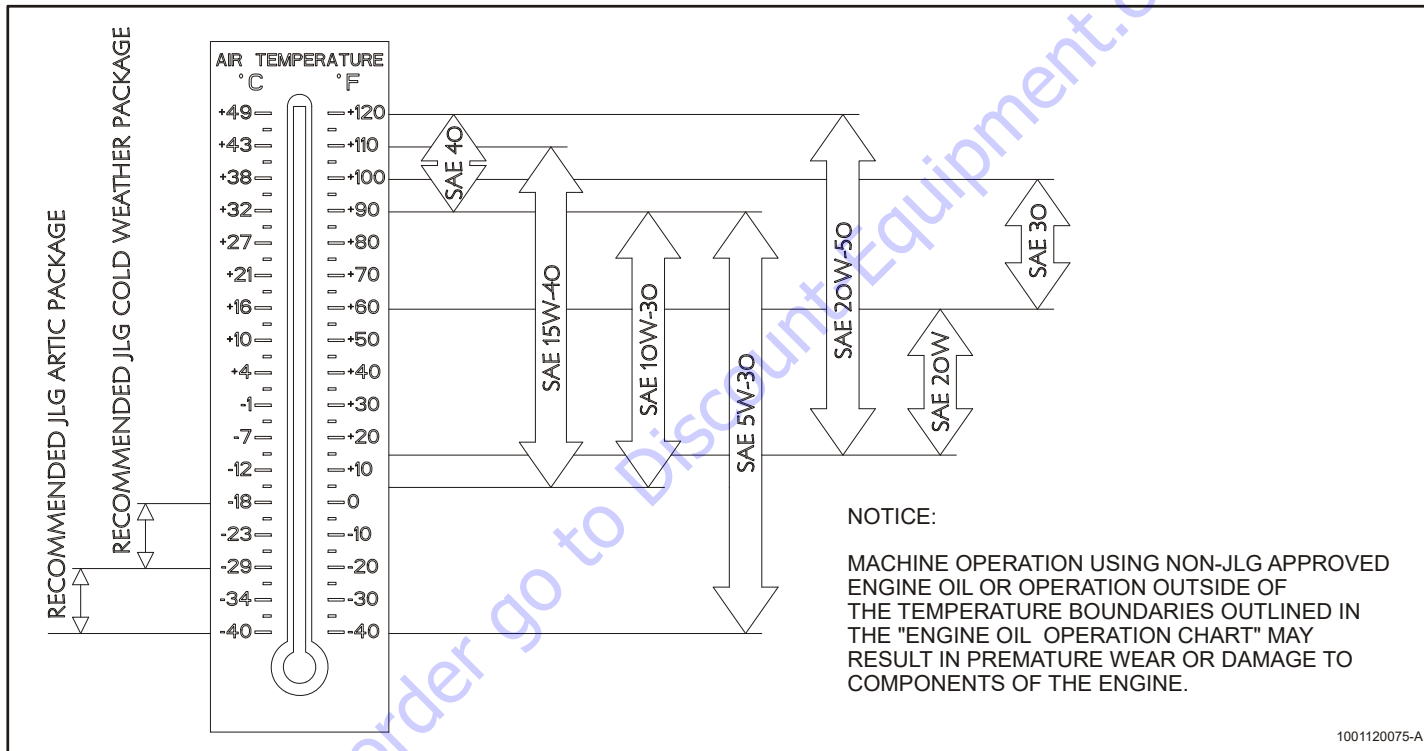 RECOMMENDED JLG ARTIC PACKAGE
RECOMMENDED JLG COLD WEATHER PACKAGE
AIR TEMPERATURE
°C °F
+49 +120
+43 +110
+38 +100
+32 +90
+27 +80
+21 +70
+16 +60
+10 +50
+4 +40
-1 +30
-7 +20
-12 +10
-18 0
-23 -10
-29 -20
-34 -30
-40 -40
SAE 40
SAE 15W-40
SAE 10W-30
SAE 5W-30
SAE 20W-50
SAE 20W
SAE 30
NOTICE:
MACHINE OPERATION USING NON-JLG APPROVED
ENGINE OIL OR OPERATION OUTSIDE OF
THE TEMPERATURE BOUNDARIES OUTLINED IN
THE "ENGINE OIL OPERATION CHART" MAY
RESULT IN PREMATURE WEAR OR DAMAGE TO
COMPONENTS OF THE ENGINE.
1001120075-A
order go to Discount-Equipment.c